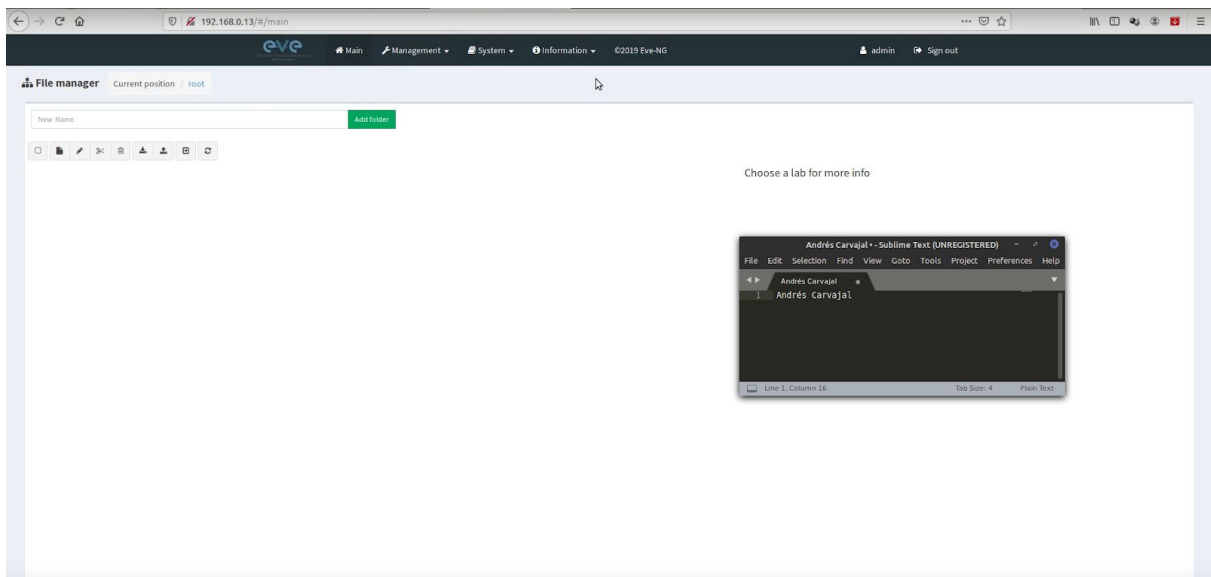 192.168.0.13/#/main
eve
Main Management System Information ©2019 Eve-NG admin Sign out
File manager Current position / root
New Name Add folder
Choose a lab for more info
Andrés Carvajal • - Sublime Text (UNREGISTERED)
File Edit Selection Find View Goto Tools Project Preferences Help
Andrés Carvajal
1 Andrés Carvajal
Line 1, Column 16 Tab Size: 4 Plain Text